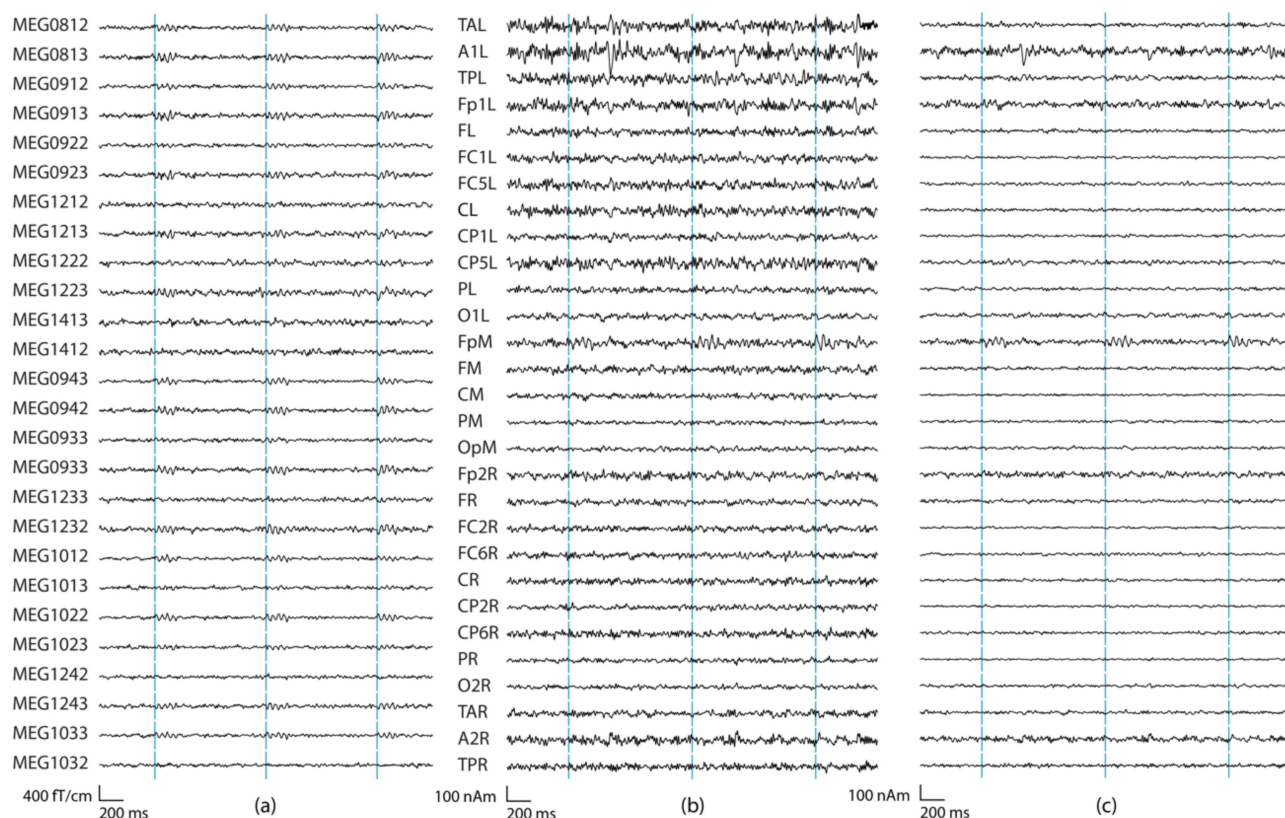 MEG0812
MEG0813
MEG0912
MEG0913
MEG0922
MEG0923
MEG1212
MEG1213
MEG1222
MEG1223
MEG1413
MEG1412
MEG0943
MEG0942
MEG0933
MEG0933
MEG1233
MEG1232
MEG1012
MEG1013
MEG1022
MEG1023
MEG1242
MEG1243
MEG1033
MEG1032
400 fT/cm
200 ms
(a)
TAL
A1L
TPL
Fp1L
FL
FC1L
FC5L
CL
CP1L
CP5L
PL
O1L
FpM
FM
CM
PM
OpM
Fp2R
FR
FC2R
FC6R
CR
CP2R
CP6R
PR
O2R
TAR
A2R
TPR
100 nAm
200 ms
(b)
100 nAm
200 ms
(c)